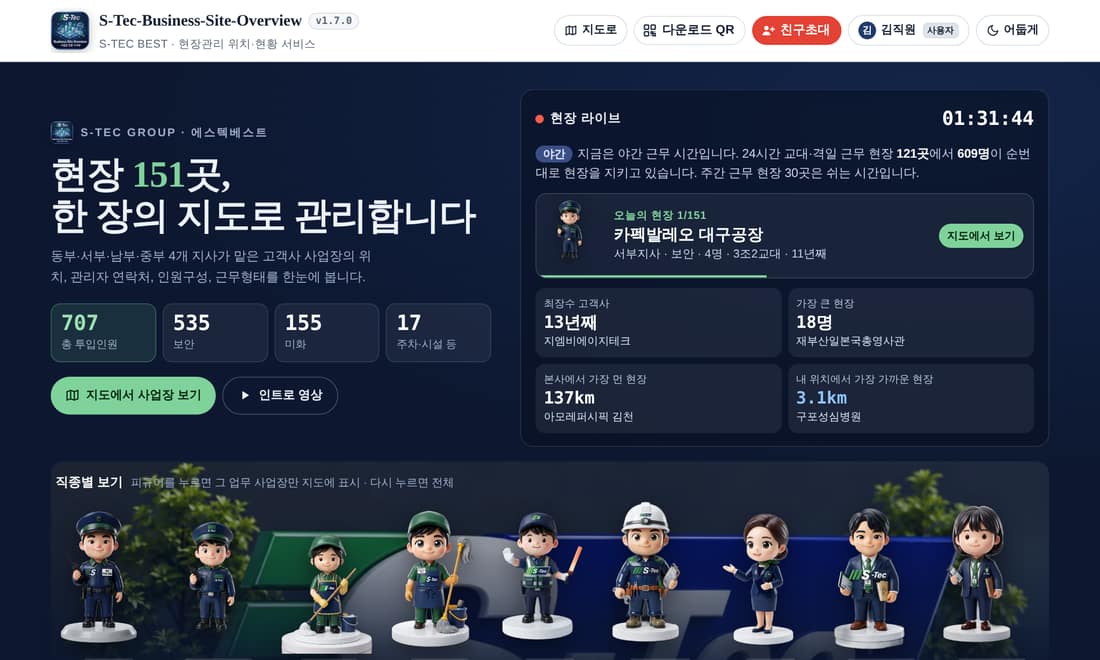 S-Tec-Business-Site-Overview v1.7.0
S-TEC BEST · 현장관리 위치·현황 서비스
지도로
다운로드 QR
친구초대
김 김직원 사용자
어둡게
S-TEC GROUP · 에스텍베스트
현장 151곳,
한 장의 지도로 관리합니다
동부·서부·남부·중부 4개 지사가 맡은 고객사 사업장의 위
치, 관리자 연락처, 인원구성, 근무형태를 한눈에 봅니다.
707
총 투입인원
535
보안
155
미화
17
주차·시설 등
지도에서 사업장 보기
인트로 영상
현장 라이브
01:31:44
야간 지금은 야간 근무 시간입니다. 24시간 교대·격일 근무 현장 121곳에서 609명이 순번
대로 현장을 지키고 있습니다. 주간 근무 현장 30곳은 쉬는 시간입니다.
오늘의 현장 1/151
카펙발레오 대구공장
서부지사 · 보안 · 4명 · 3조2교대 · 11년째
지도에서 보기
최장수 고객사
13년째
지엠비에이지테크
가장 큰 현장
18명
재부산일본국총영사관
본사에서 가장 먼 현장
137km
아모레퍼시픽 김천
내 위치에서 가장 가까운 현장
3.1km
구포성심병원
직종별 보기 피규어를 누르면 그 업무 사업장만 지도에 표시 · 다시 누르면 전체
S-Tec